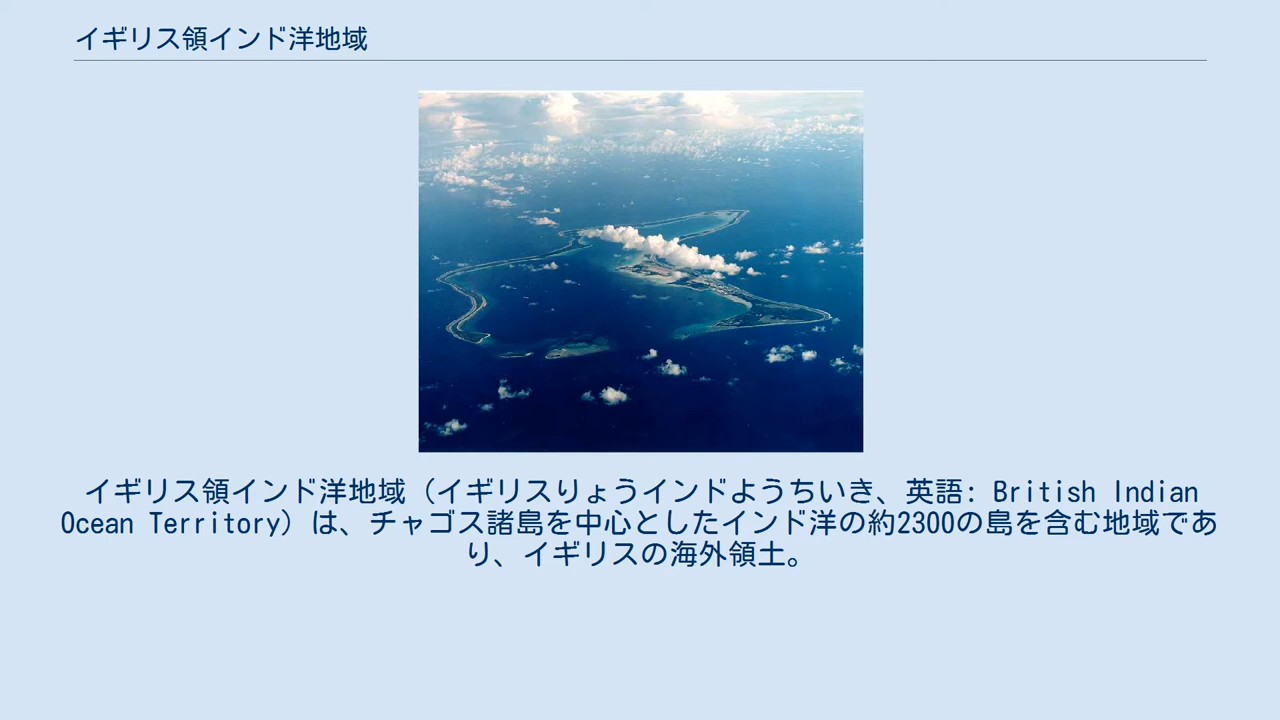 イギリス領インド洋地域
イギリス領インド洋地域（イギリスりょうインドようちいき、英語: British Indian
Ocean Territory）は、チャゴス諸島を中心としたインド洋の約2300の島を含む地域であ
り、イギリスの海外領土。